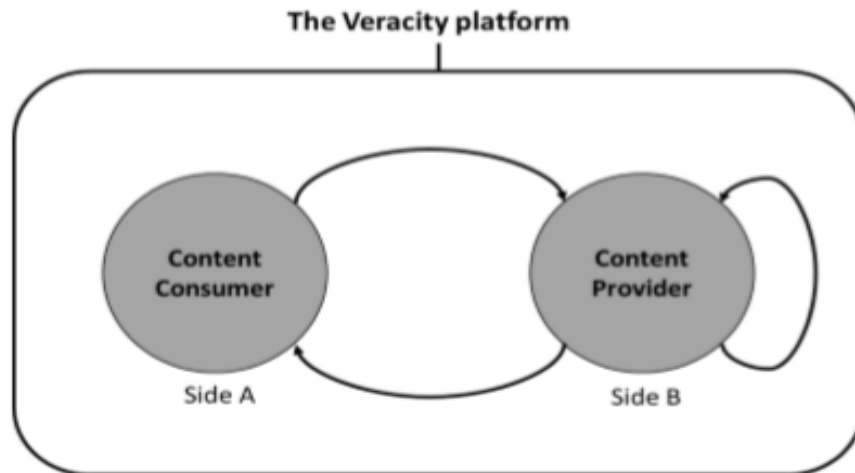 The Veracity platform
Content
Consumer
Content
Provider
Side A
Side B